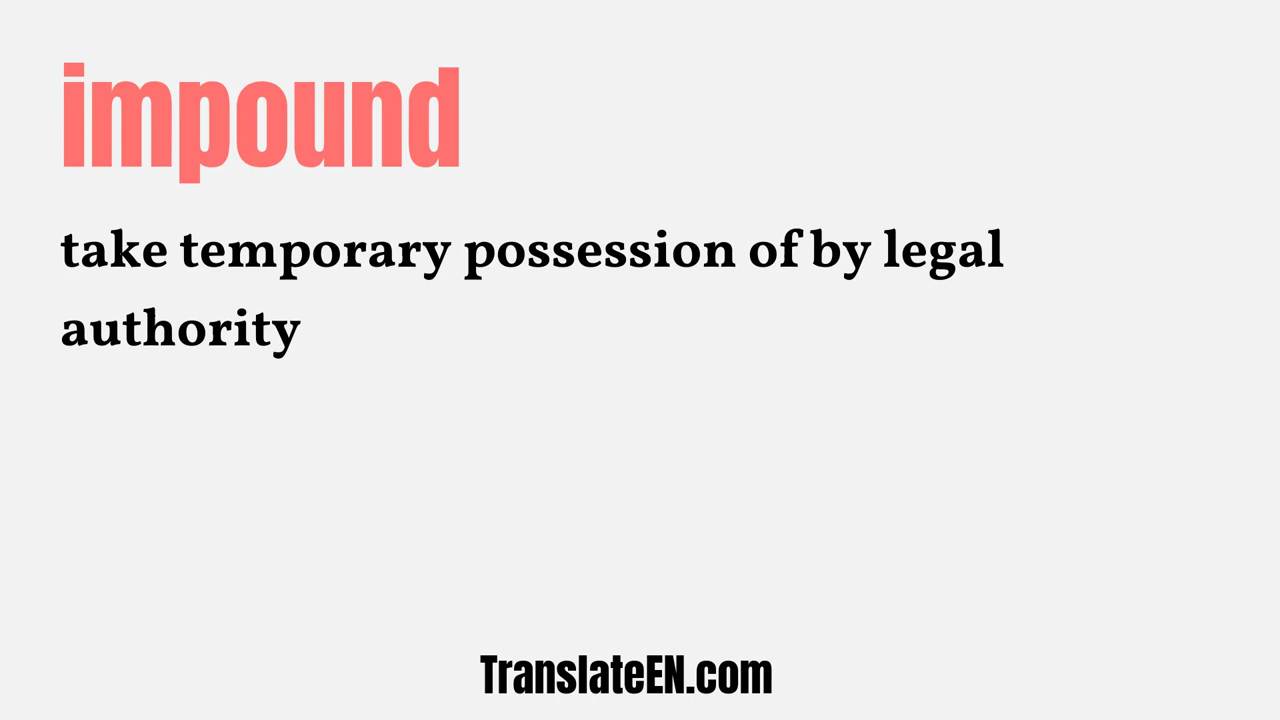 impound
take temporary possession of by legal
authority
TranslateEN.com